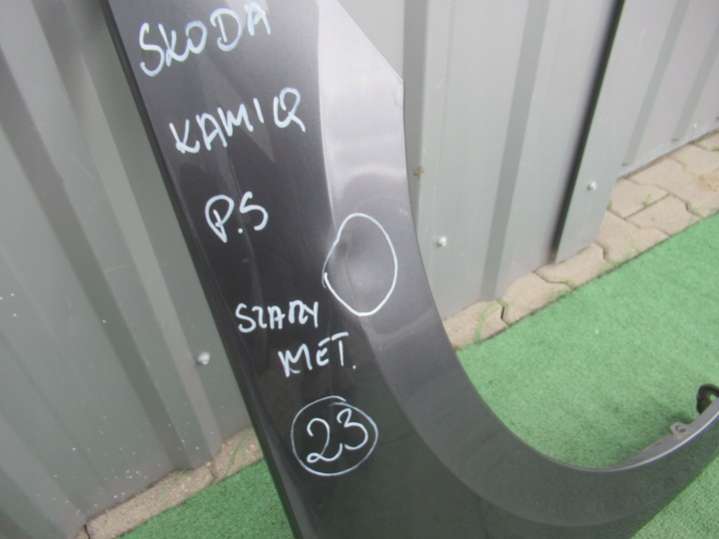 SKODA
KAMIQ
P.S
SZARY
MET.
23